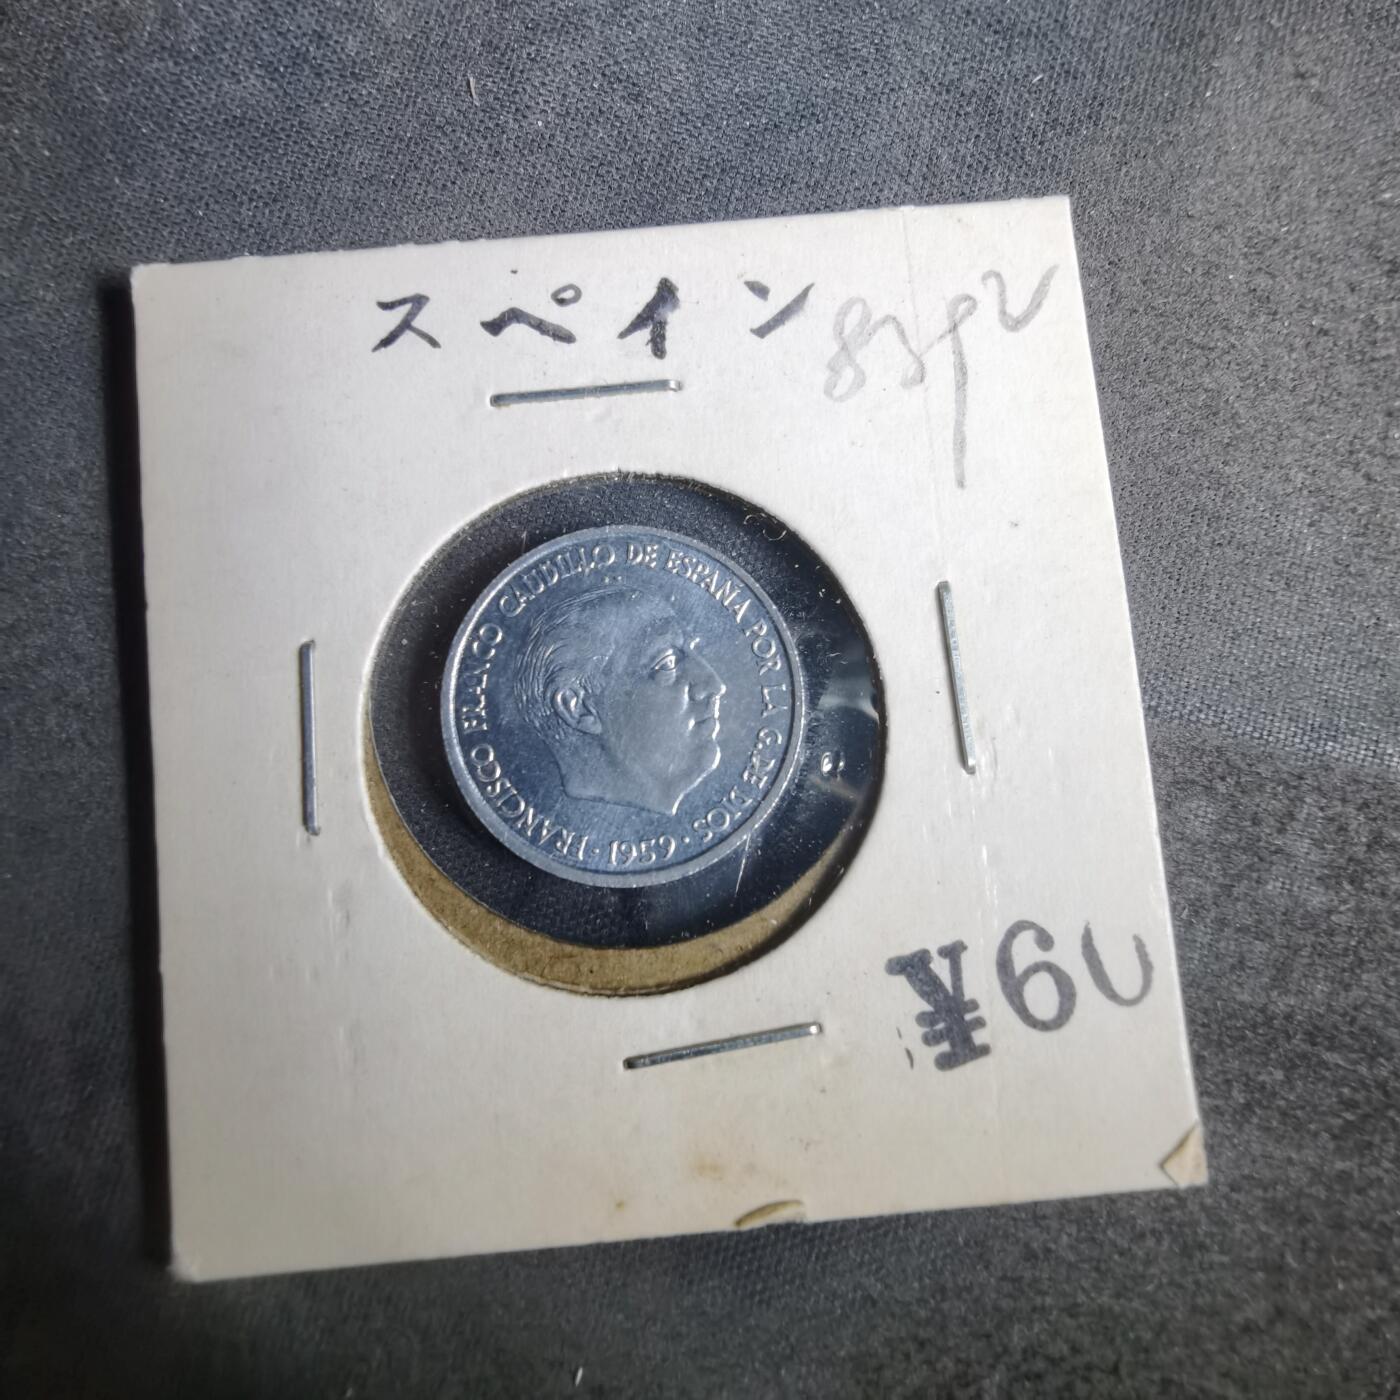 スペイン
FRANCISCO FRANCO CAUDILLO DE ESPAÑA POR LA G.DE DIOS · 1959 ·
¥60